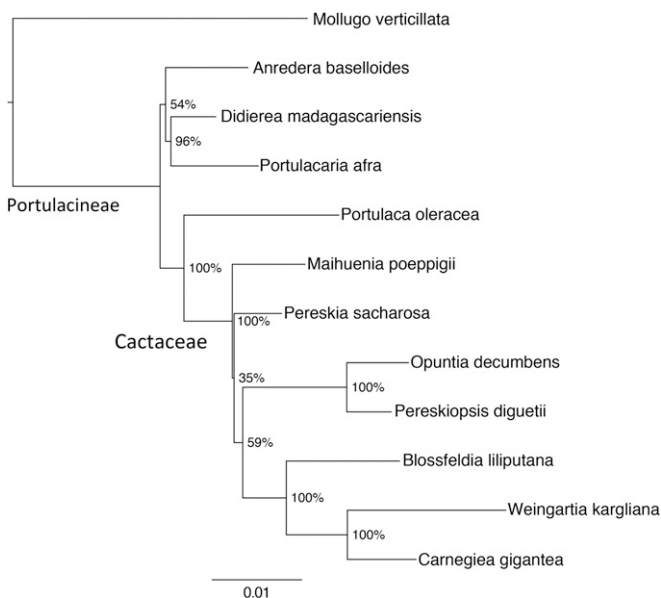 Mollugo verticillata
Anredera baselloides
54%
Didierea madagascariensis
96%
Portulacaria afra
Portulacineae
Portulaca oleracea
Maihuenia poeppigii
100%
Pereskia sacharosa
100%
Cactaceae
Opuntia decumbens
35%
100%
Pereskiopsis diguetii
59%
Blossfeldia liliputana
100%
Weingartia kargliana
100%
Carnegiea gigantea
0.01